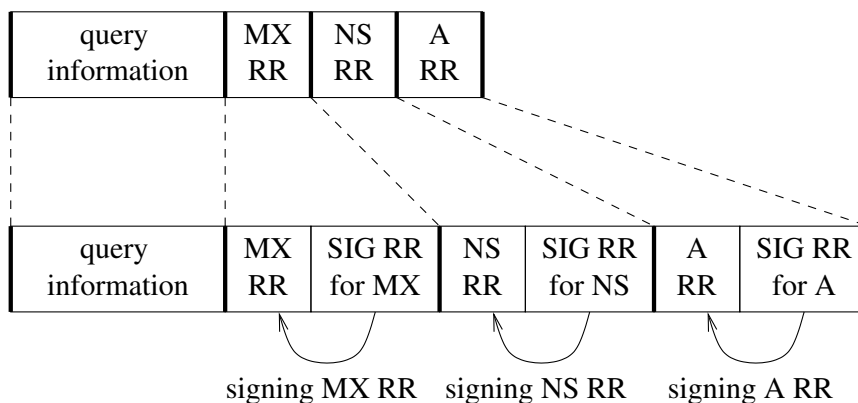 query MX NS A
information RR RR RR
query MX SIG RR NS SIG RR A SIG RR
information RR for MX RR for NS RR for A
signing MX RR signing NS RR signing A RR